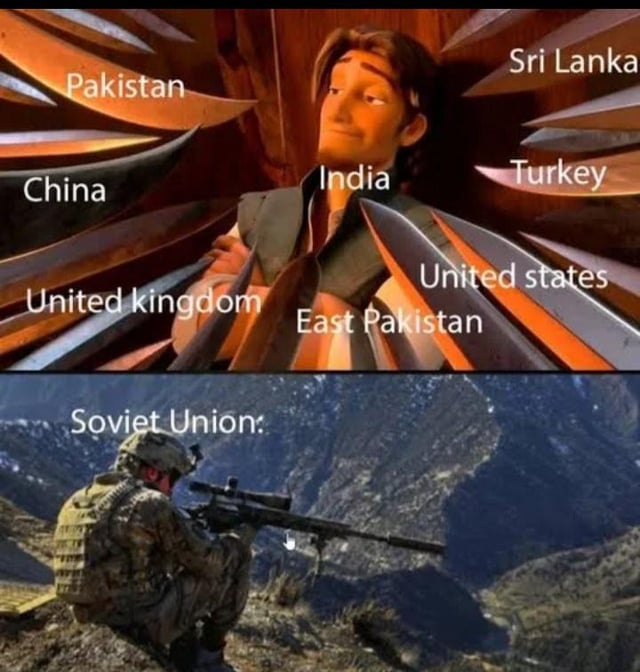 Sri Lanka
Pakistan
China
India
Turkey
United kingdom
United states
East Pakistan
Soviet Union: